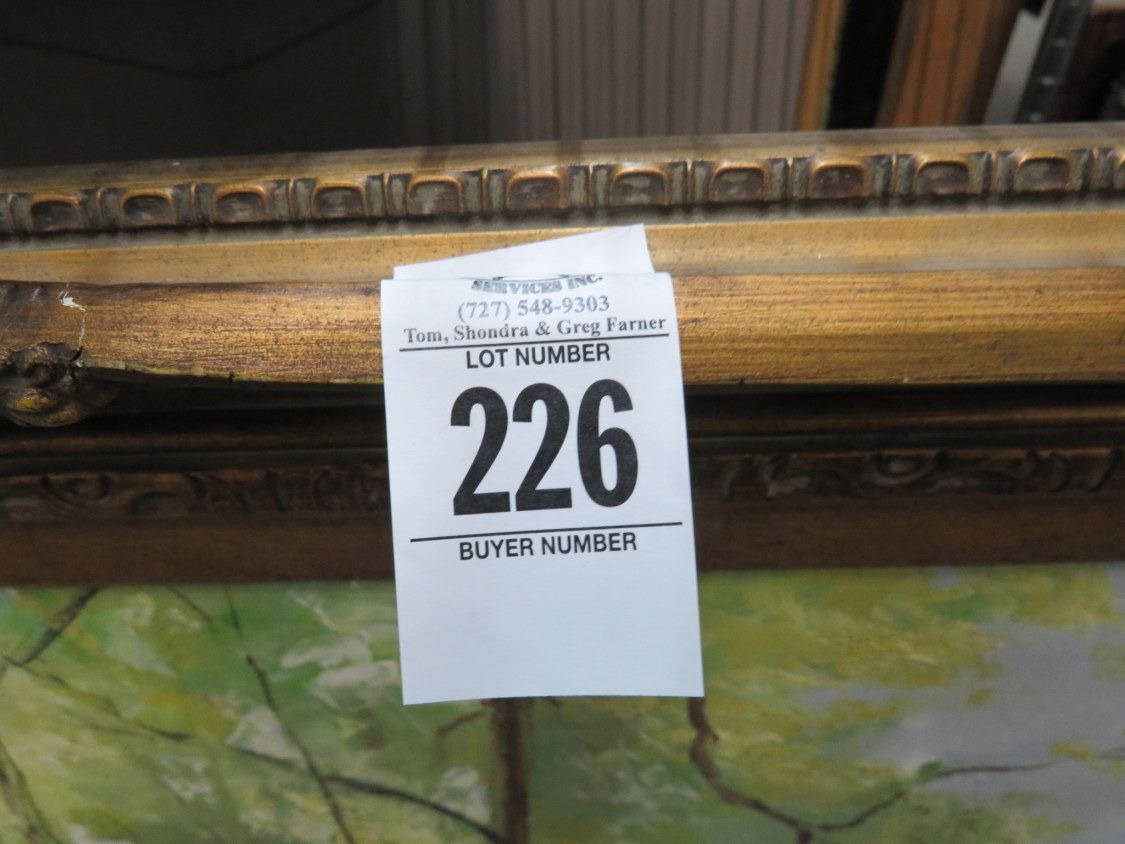 SERVICES INC.
(727) 548-9303
Tom, Shondra & Greg Farner
LOT NUMBER
226
BUYER NUMBER